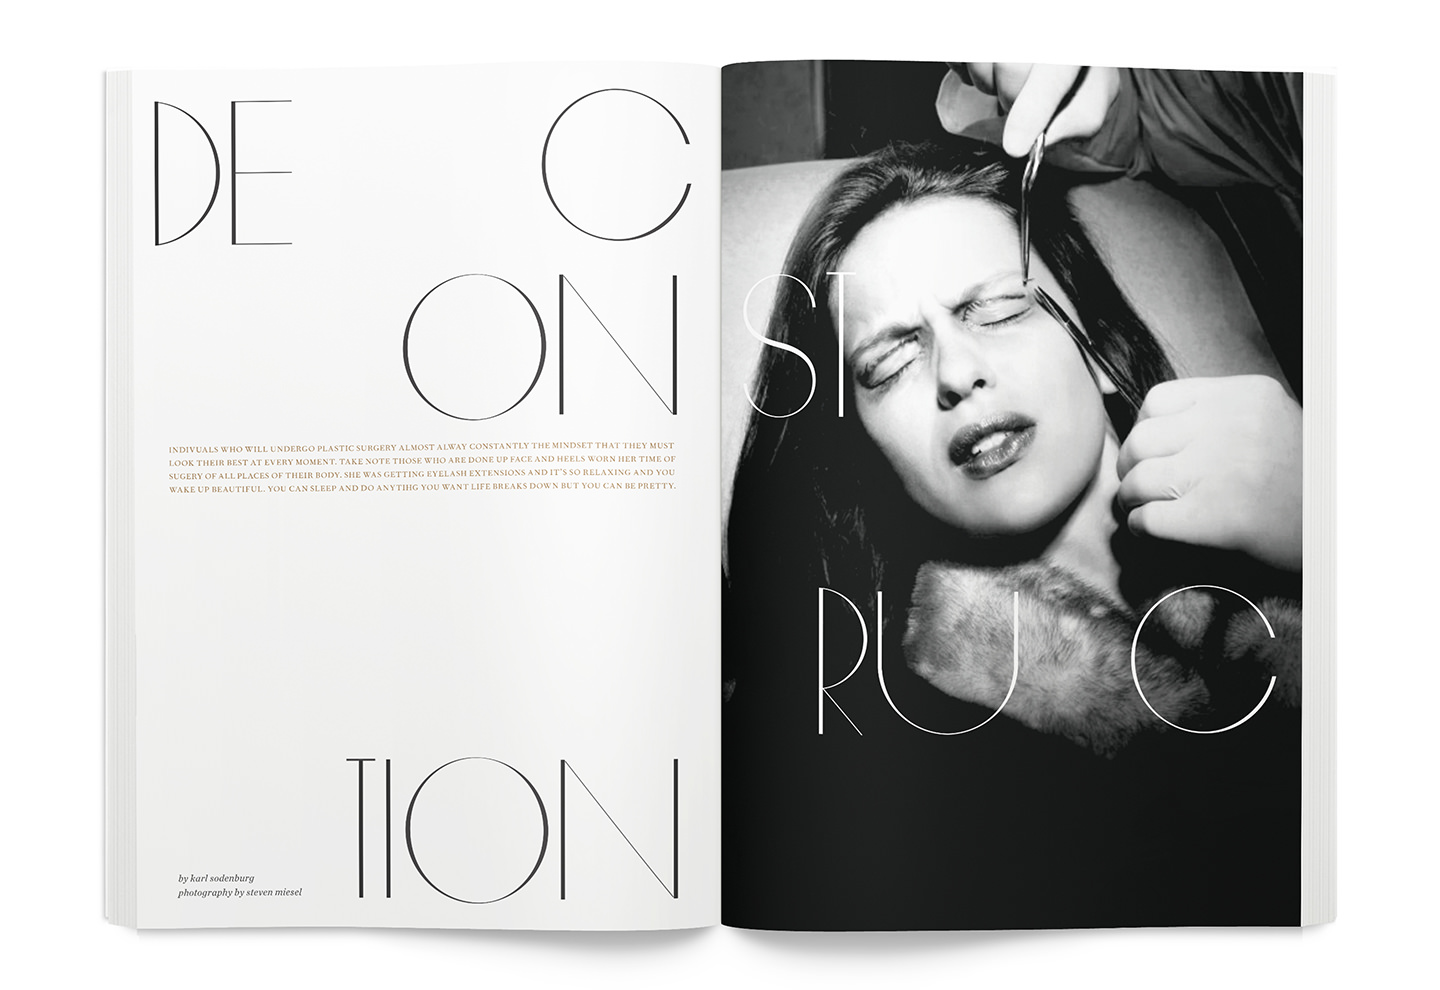 DE C
ON ST
INDIVUALS WHO WILL UNDERGO PLASTIC SURGERY ALMOST ALWAY CONSTANTLY THE MINDSET THAT THEY MUST
LOOK THEIR BEST AT EVERY MOMENT. TAKE NOTE THOSE WHO ARE DONE UP FACE AND HEELS WORN HER TIME OF
SUGERY OF ALL PLACES OF THEIR BODY. SHE WAS GETTING EYELASH EXTENSIONS AND IT'S SO RELAXING AND YOU
WAKE UP BEAUTIFUL. YOU CAN SLEEP AND DO ANYTIHG YOU WANT LIFE BREAKS DOWN BUT YOU CAN BE PRETTY.
RU C
TION
by karl sodenburg
photography by steven miesel